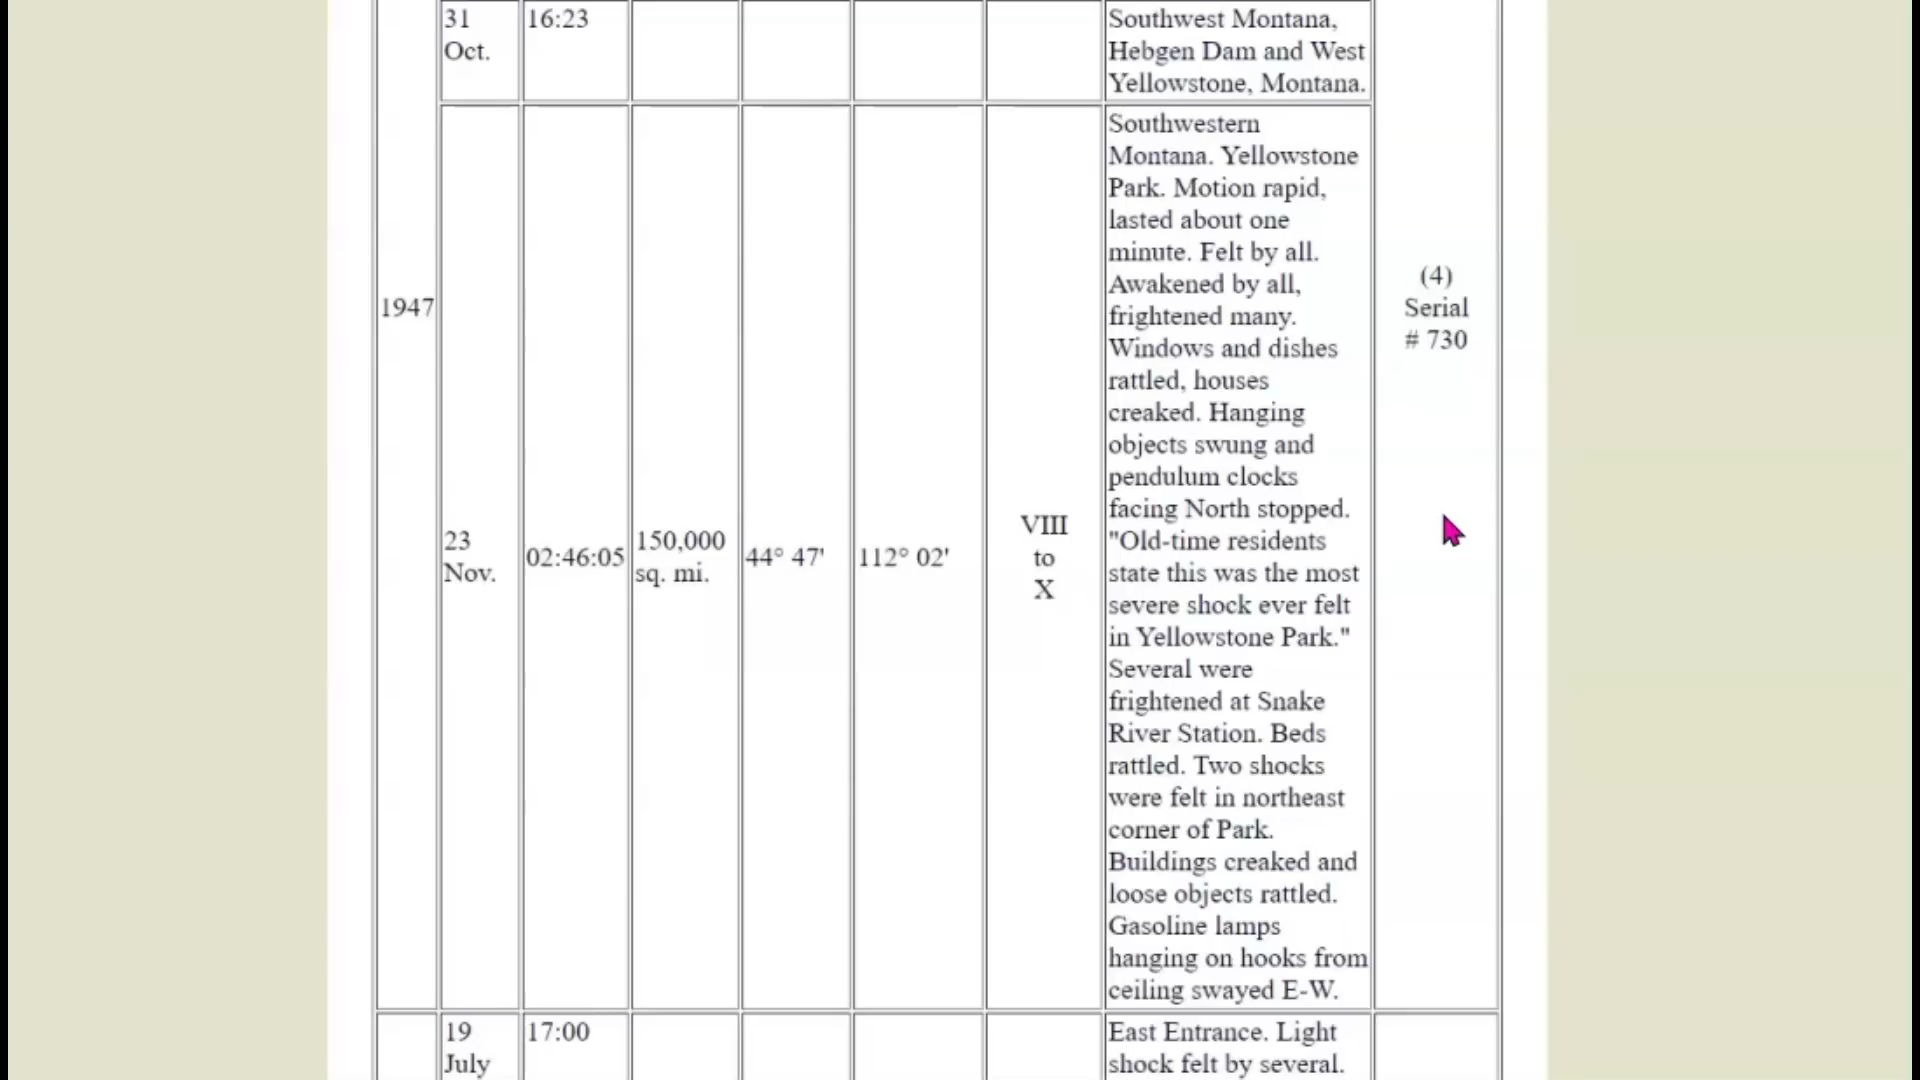 31
Oct.
16:23
Southwest Montana,
Hebgen Dam and West
Yellowstone, Montana.
1947
23
Nov.
02:46:05
150,000
sq. mi.
44° 47'
112° 02'
VIII
to
X
Southwestern
Montana. Yellowstone
Park. Motion rapid,
lasted about one
minute. Felt by all.
Awakened by all,
frightened many.
Windows and dishes
rattled, houses
creaked. Hanging
objects swung and
pendulum clocks
facing North stopped.
"Old-time residents
state this was the most
severe shock ever felt
in Yellowstone Park."
Several were
frightened at Snake
River Station. Beds
rattled. Two shocks
were felt in northeast
corner of Park.
Buildings creaked and
loose objects rattled.
Gasoline lamps
hanging on hooks from
ceiling swayed E-W.
(4)
Serial
# 730
19
July
17:00
East Entrance. Light
shock felt by several.